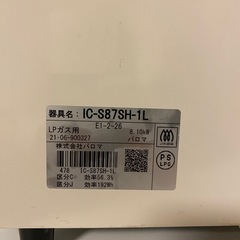 器具名: IC-S87SH-1L
E1-2-26
LPガス用 8.10kW
21.06-900327 パロマ
株式会社パロマ
478 IC-S87SH-1L
区分C= 効率56.3%
区分J 効率192Wh
PS
LPG